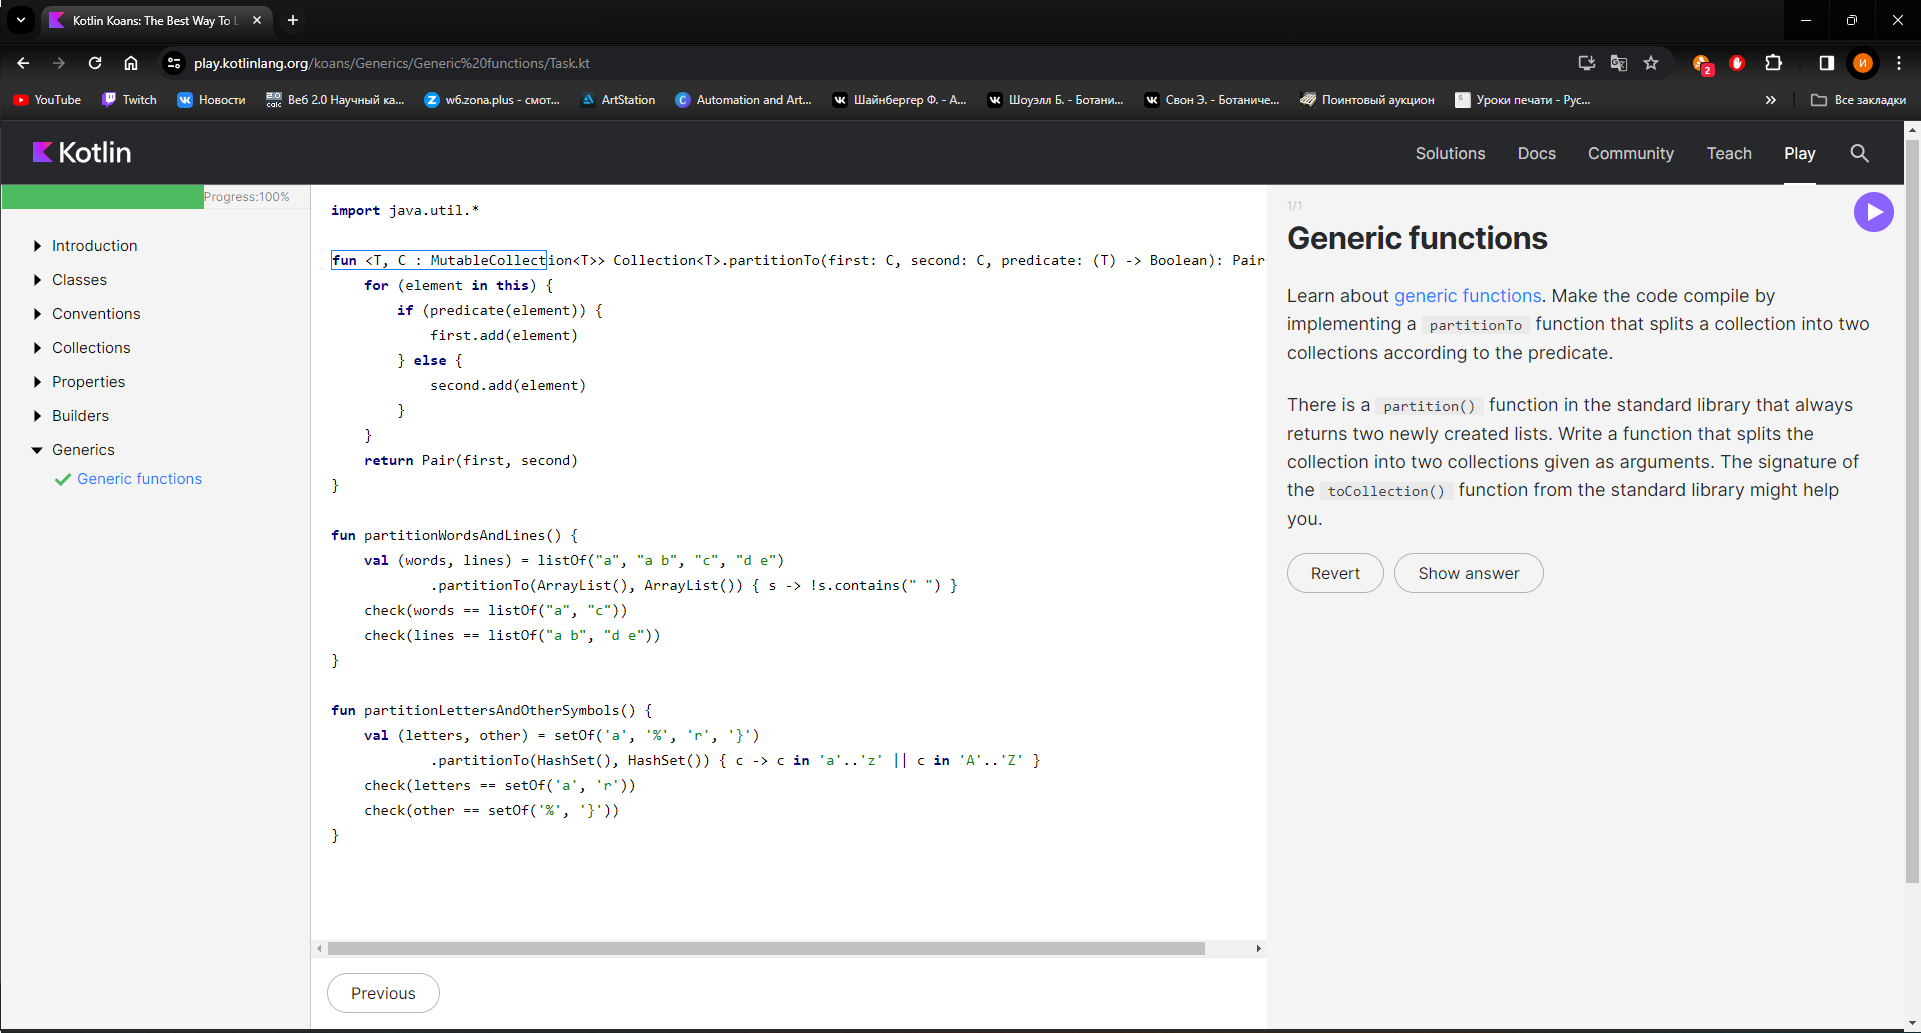 Kotlin Koans: The Best Way To L
play.kotlinlang.org/koans/Generics/Generic%20functions/Task.kt
2
И
YouTube
Twitch
Новости
2.0 calc
Веб 2.0 Научный ка...
w6.zona.plus - смот...
ArtStation
Automation and Art...
Шайнбергер Ф. - А...
Шоуэлл Б. - Ботани...
Свон Э. - Ботаниче...
Поинтовый аукцион
Уроки печати - Рус...
Все закладки
Kotlin
Solutions
Docs
Community
Teach
Play
Progress:100%
Introduction
Classes
Conventions
Collections
Properties
Builders
Generics
Generic functions
import java.util.*
fun <T, C : MutableCollection<T>> Collection<T>.partitionTo(first: C, second: C, predicate: (T) -> Boolean): Pair
for (element in this) {
if (predicate(element)) {
first.add(element)
} else {
second.add(element)
}
}
return Pair(first, second)
}
fun partitionWordsAndLines() {
val (words, lines) = listOf("a", "a b", "c", "d e")
.partitionTo(ArrayList(), ArrayList()) { s -> !s.contains(" ") }
check(words == listOf("a", "c"))
check(lines == listOf("a b", "d e"))
}
fun partitionLettersAndOtherSymbols() {
val (letters, other) = setOf('a', '%', 'r', '}')
.partitionTo(HashSet(), HashSet()) { c -> c in 'a'..'z' || c in 'A'..'Z' }
check(letters == setOf('a', 'r'))
check(other == setOf('%', '}'))
}
Previous
1/1
Generic functions
Learn about generic functions. Make the code compile by
implementing a partitionTo function that splits a collection into two
collections according to the predicate.
There is a partition() function in the standard library that always
returns two newly created lists. Write a function that splits the
collection into two collections given as arguments. The signature of
the toCollection() function from the standard library might help
you.
Revert
Show answer